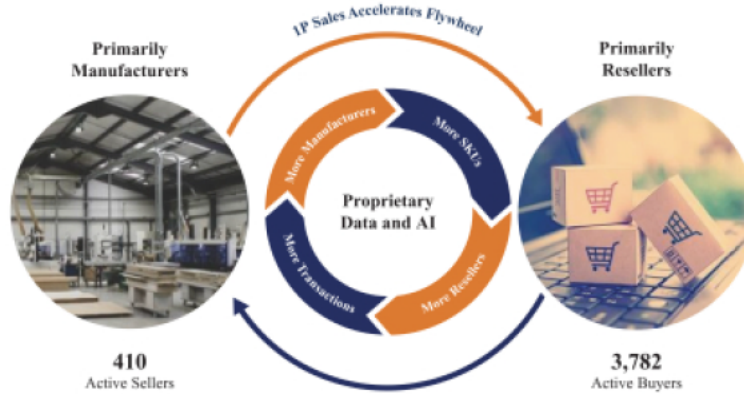 1P Sales Accelerates Flywheel
Primarily
Manufacturers
Primarily
Resellers
More Manufacturers
More SKUs
Proprietary
Data and AI
More Transactions
More Resellers
410
Active Sellers
3,782
Active Buyers